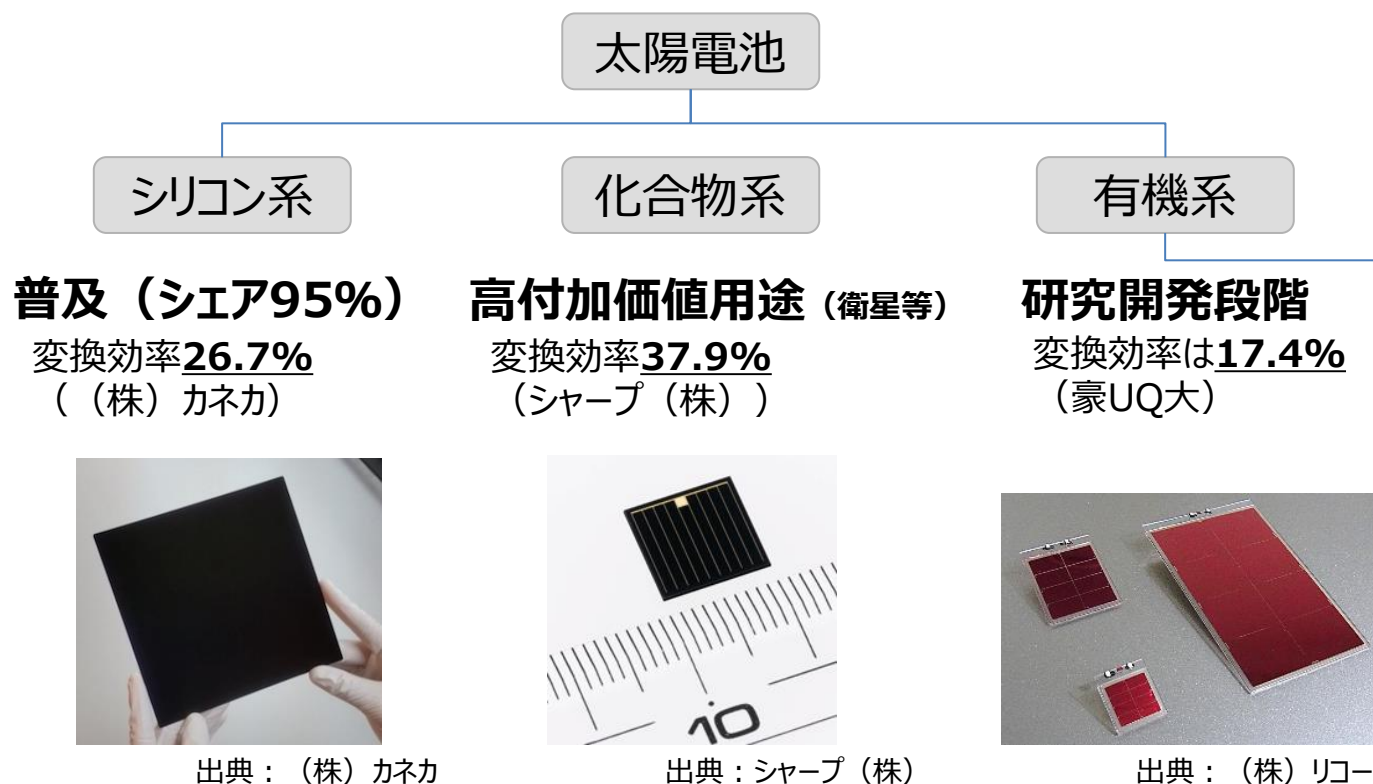 太陽電池
シリコン系
化合物系
有機系
普及（シェア95%）
高付加価値用途（衛星等）
研究開発段階
変換効率26.7%
（（株）カネカ）
変換効率37.9%
（シャープ（株））
変換効率は17.4%
（豪UQ大）
10
出典：（株）カネカ
出典：シャープ（株）
出典：（株）リコー